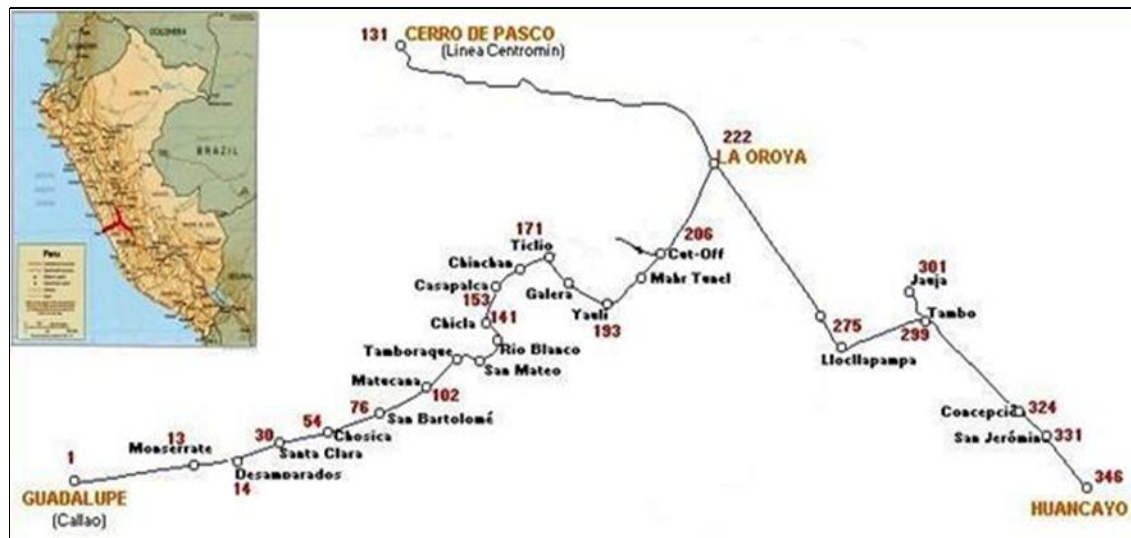 131 CERRO DE PASCO
(Linea Centromin)
COLOMBIA
BRAZIL
Peru
222
LA OROYA
171
Ticlio
206
Cut-Off
Chinchan
Mahr Tunel
Casapalca
Galera
153
Yauli
193
Chicla
141
Rio Blanco
Tamboraque
San Mateo
301
Jauja
Tambo
275
299
Llocllapampa
Matucana
102
76
San Bartolomé
54
Chosica
30
Santa Clara
13
Monserrate
Desamparados
14
1
GUADALUPE
(Callao)
Concepció
324
San Jerómin
331
346
HUANCAYO